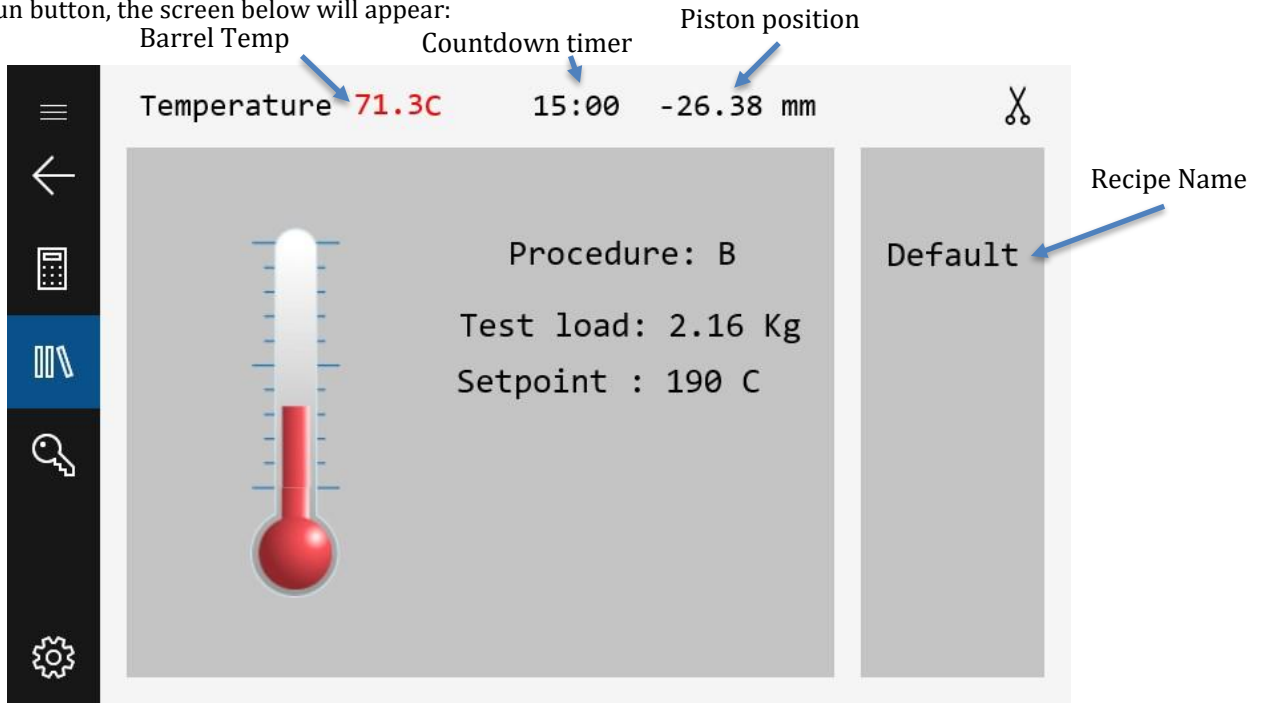 un button, the screen below will appear:
Piston position
Barrel Temp
Countdown timer
Temperature 71.3C 15:00 -26.38 mm
Recipe Name
Procedure: B
Default
Test load: 2.16 Kg
Setpoint : 190 C